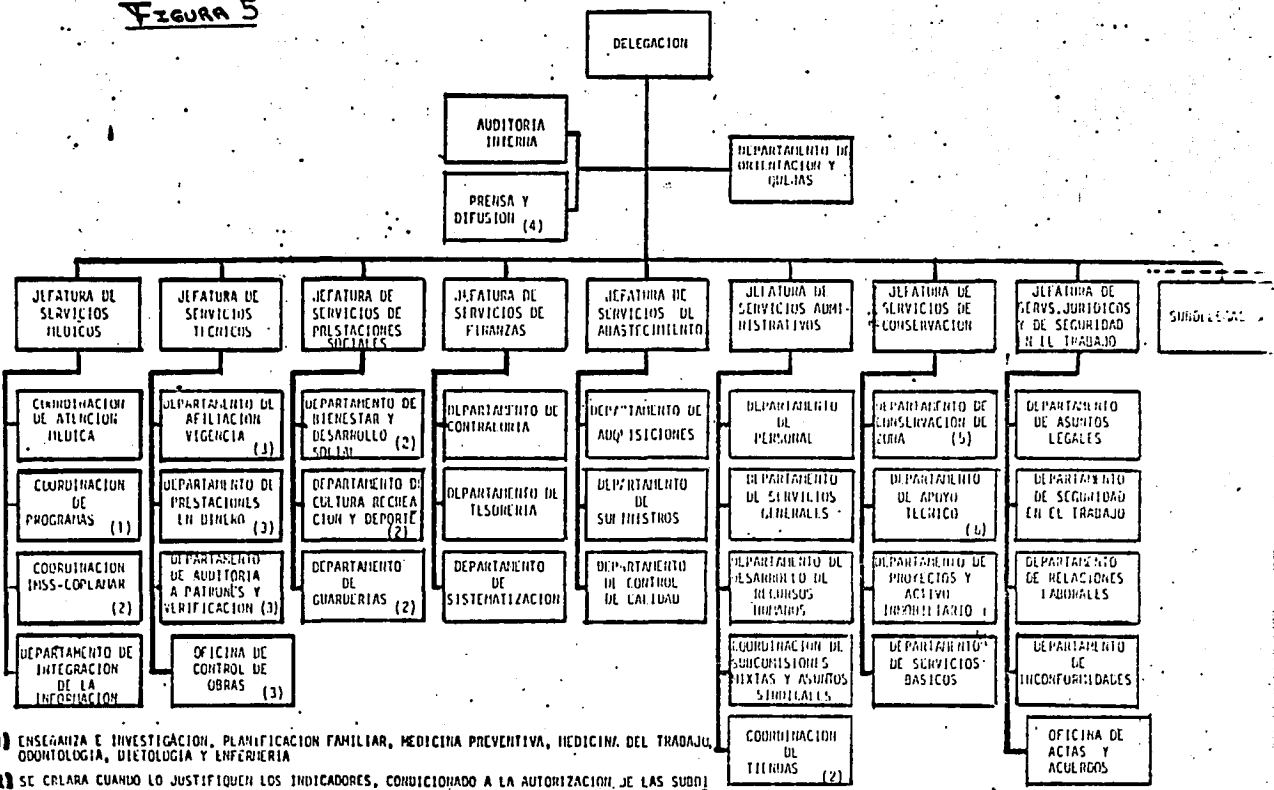 FIGURA 5
DELEGACION
AUDITORIA
INTERNA
PRENSA Y
DIFUSION (4)
DEPARTAMENTO DE
ORIENTACION Y
QUEJAS
JEFATURA DE
SERVICIOS
MEDICOS
JEFATURA DE
SERVICIOS
TECNICOS
JEFATURA DE
SERVICIOS DE
PRESTACIONES
SOCIALES
JEFATURA DE
SERVICIOS DE
FINANZAS
JEFATURA DE
SERVICIOS DE
ABASTECIMIENTO
JEFATURA DE
SERVICIOS ADMI-
NISTRATIVOS
JEFATURA DE
SERVICIOS DE
CONSERVACION
JEFATURA DE
SERVS. JURIDICOS
Y DE SEGURIDAD
EN EL TRABAJO
COORDINACION
DE ATENCION
MEDICA
COORDINACION
DE
PROGRAMAS (1)
COORDINACION
IMSS-COPLAMAR
(2)
DEPARTAMENTO DE
INTEGRACION
DE LA
INFORMACION
DEPARTAMENTO DE
AFILIACION
VIGENCIA
(3)
DEPARTAMENTO DE
PRESTACIONES
EN DINERO (3)
DEPARTAMENTO
DE AUDITORIA
A PATRONES Y
VERIFICACION (3)
OFICINA DE
CONTROL DE
OBRAS (3)
DEPARTAMENTO DE
BIENESTAR Y
DESARROLLO
SOCIAL (2)
DEPARTAMENTO DE
CULTURA RECREA
CION Y DEPORTE
(2)
DEPARTAMENTO
DE
GUARDERIAS (2)
DEPARTAMENTO DE
CONTRALORIA
DEPARTAMENTO DE
TESORERIA
DEPARTAMENTO
DE
SISTEMATIZACION
DEPARTAMENTO DE
ADQUISICIONES
DEPARTAMENTO
DE
SUMINISTROS
DEPARTAMENTO
DE CONTROL
DE CALIDAD
DEPARTAMENTO
DE
PERSONAL
DEPARTAMENTO
DE SERVICIOS
GENERALES
DEPARTAMENTO DE
DESARROLLO DE
RECURSOS
HUMANOS
COORDINACION DE
SUBCOMISIONES
MIXTAS Y ASUNTOS
SINDICALES
COORDINACION
DE
TIENDAS (2)
DEPARTAMENTO DE
CONSERVACION DE
ZONA (5)
DEPARTAMENTO
DE APOYO
TECNICO
(6)
DEPARTAMENTO DE
PROYECTOS Y
ACTIVO
INMOBILIARIO
DEPARTAMENTO
DE SERVICIOS
BASICOS
DEPARTAMENTO
DE ASUNTOS
LEGALES
DEPARTAMENTO
DE SEGURIDAD
EN EL TRABAJO
DEPARTAMENTO
DE RELACIONES
LABORALES
DEPARTAMENTO
DE
INCONFORMIDADES
OFICINA DE
ACTAS Y
ACUERDOS
) ENSEÑANZA E INVESTIGACION, PLANIFICACION FAMILIAR, MEDICINA PREVENTIVA, MEDICINA DEL TRABAJO,
ODONTOLOGIA, DIETOLOGIA Y ENFERMERIA
) SE CREARA CUANDO LO JUSTIFIQUEN LOS INDICADORES, CONDICIONADO A LA AUTORIZACION DE LAS SUBDI